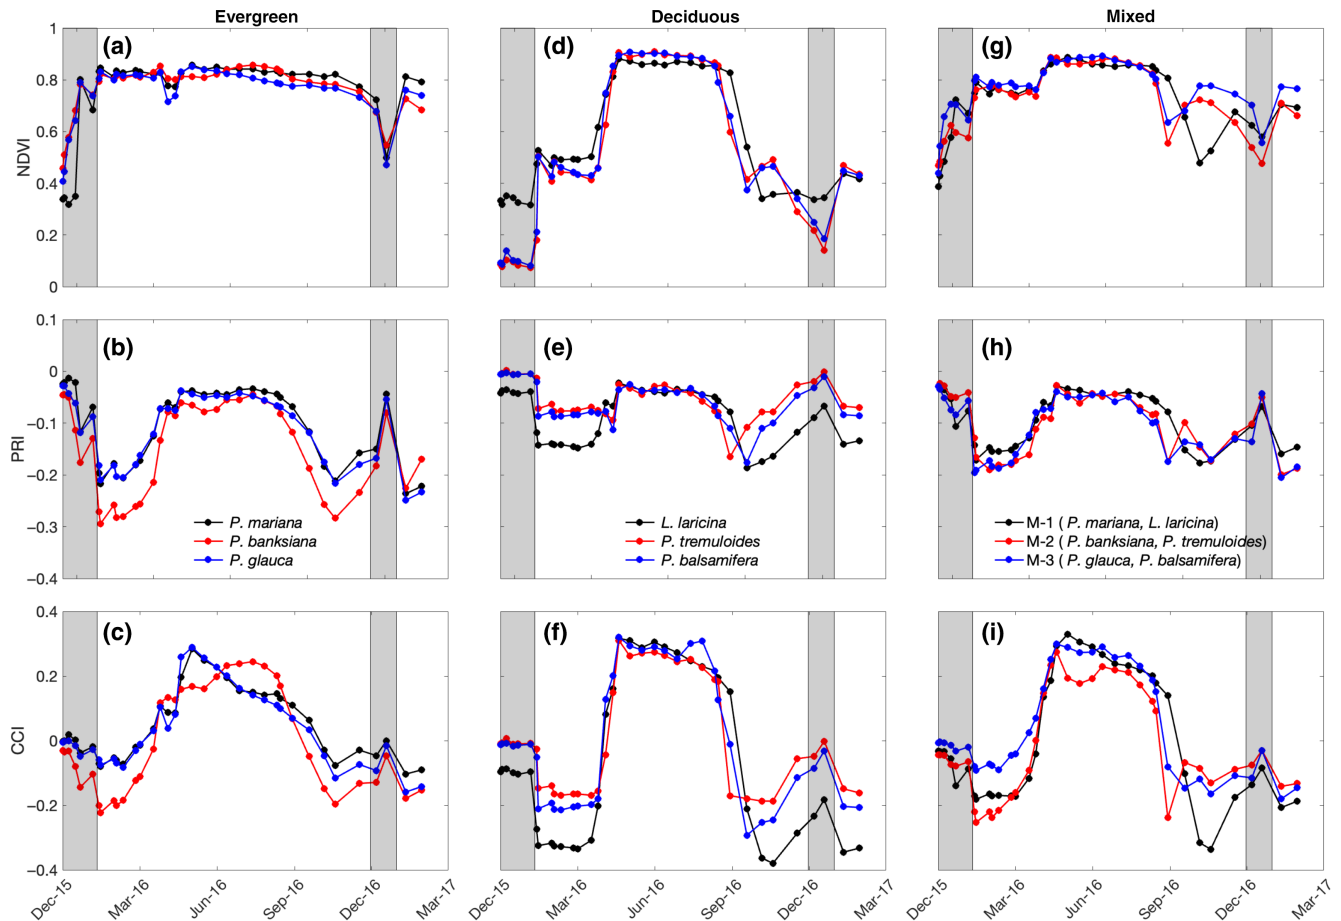 Evergreen Deciduous Mixed
1 (a) (d) (g)
0.8
NDVI 0.6
0.4
0.2
0
0.1 (b) (e) (h)
0
PRI −0.1
−0.2
P. mariana L. laricina M-1 ( P. mariana, L. laricina)
−0.3 P. banksiana P. tremuloides M-2 ( P. banksiana, P. tremuloides)
P. glauca P. balsamifera M-3 ( P. glauca, P. balsamifera)
−0.4
0.4 (c) (f) (i)
0.2
CCI 0
−0.2
−0.4
Dec-15 Mar-16 Jun-16 Sep-16 Dec-16 Mar-17 Dec-15 Mar-16 Jun-16 Sep-16 Dec-16 Mar-17 Dec-15 Mar-16 Jun-16 Sep-16 Dec-16 Mar-17